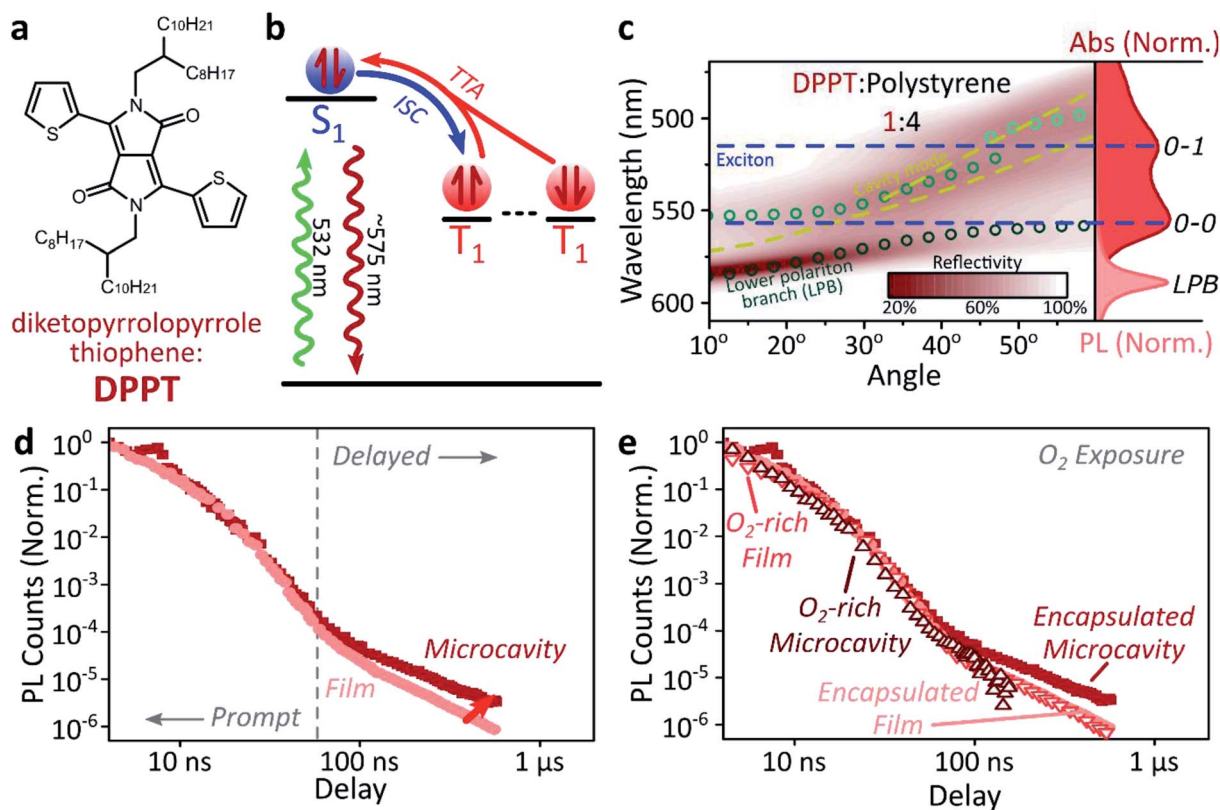 a
C10H21
C8H17
S
N
O
O
N
S
C8H17
C10H21
diketopyrrolopyrrole
thiophene:
DPPT
b
S1
ISC
TTA
T1
T1
532 nm
~575 nm
c
Abs (Norm.)
DPPT:Polystyrene
1:4
Exciton
Cavity mode
Lower polariton
branch (LPB)
Reflectivity
20% 60% 100%
0-1
0-0
LPB
PL (Norm.)
Wavelength (nm)
500
550
600
10° 20° 30° 40° 50°
Angle
d
PL Counts (Norm.)
10^0
10^-1
10^-2
10^-3
10^-4
10^-5
10^-6
Delayed
Microcavity
Film
Prompt
10 ns 100 ns 1 μs
Delay
e
PL Counts (Norm.)
10^0
10^-1
10^-2
10^-3
10^-4
10^-5
10^-6
O2 Exposure
O2-rich
Film
O2-rich
Microcavity
Encapsulated
Microcavity
Encapsulated
Film
10 ns 100 ns 1 μs
Delay